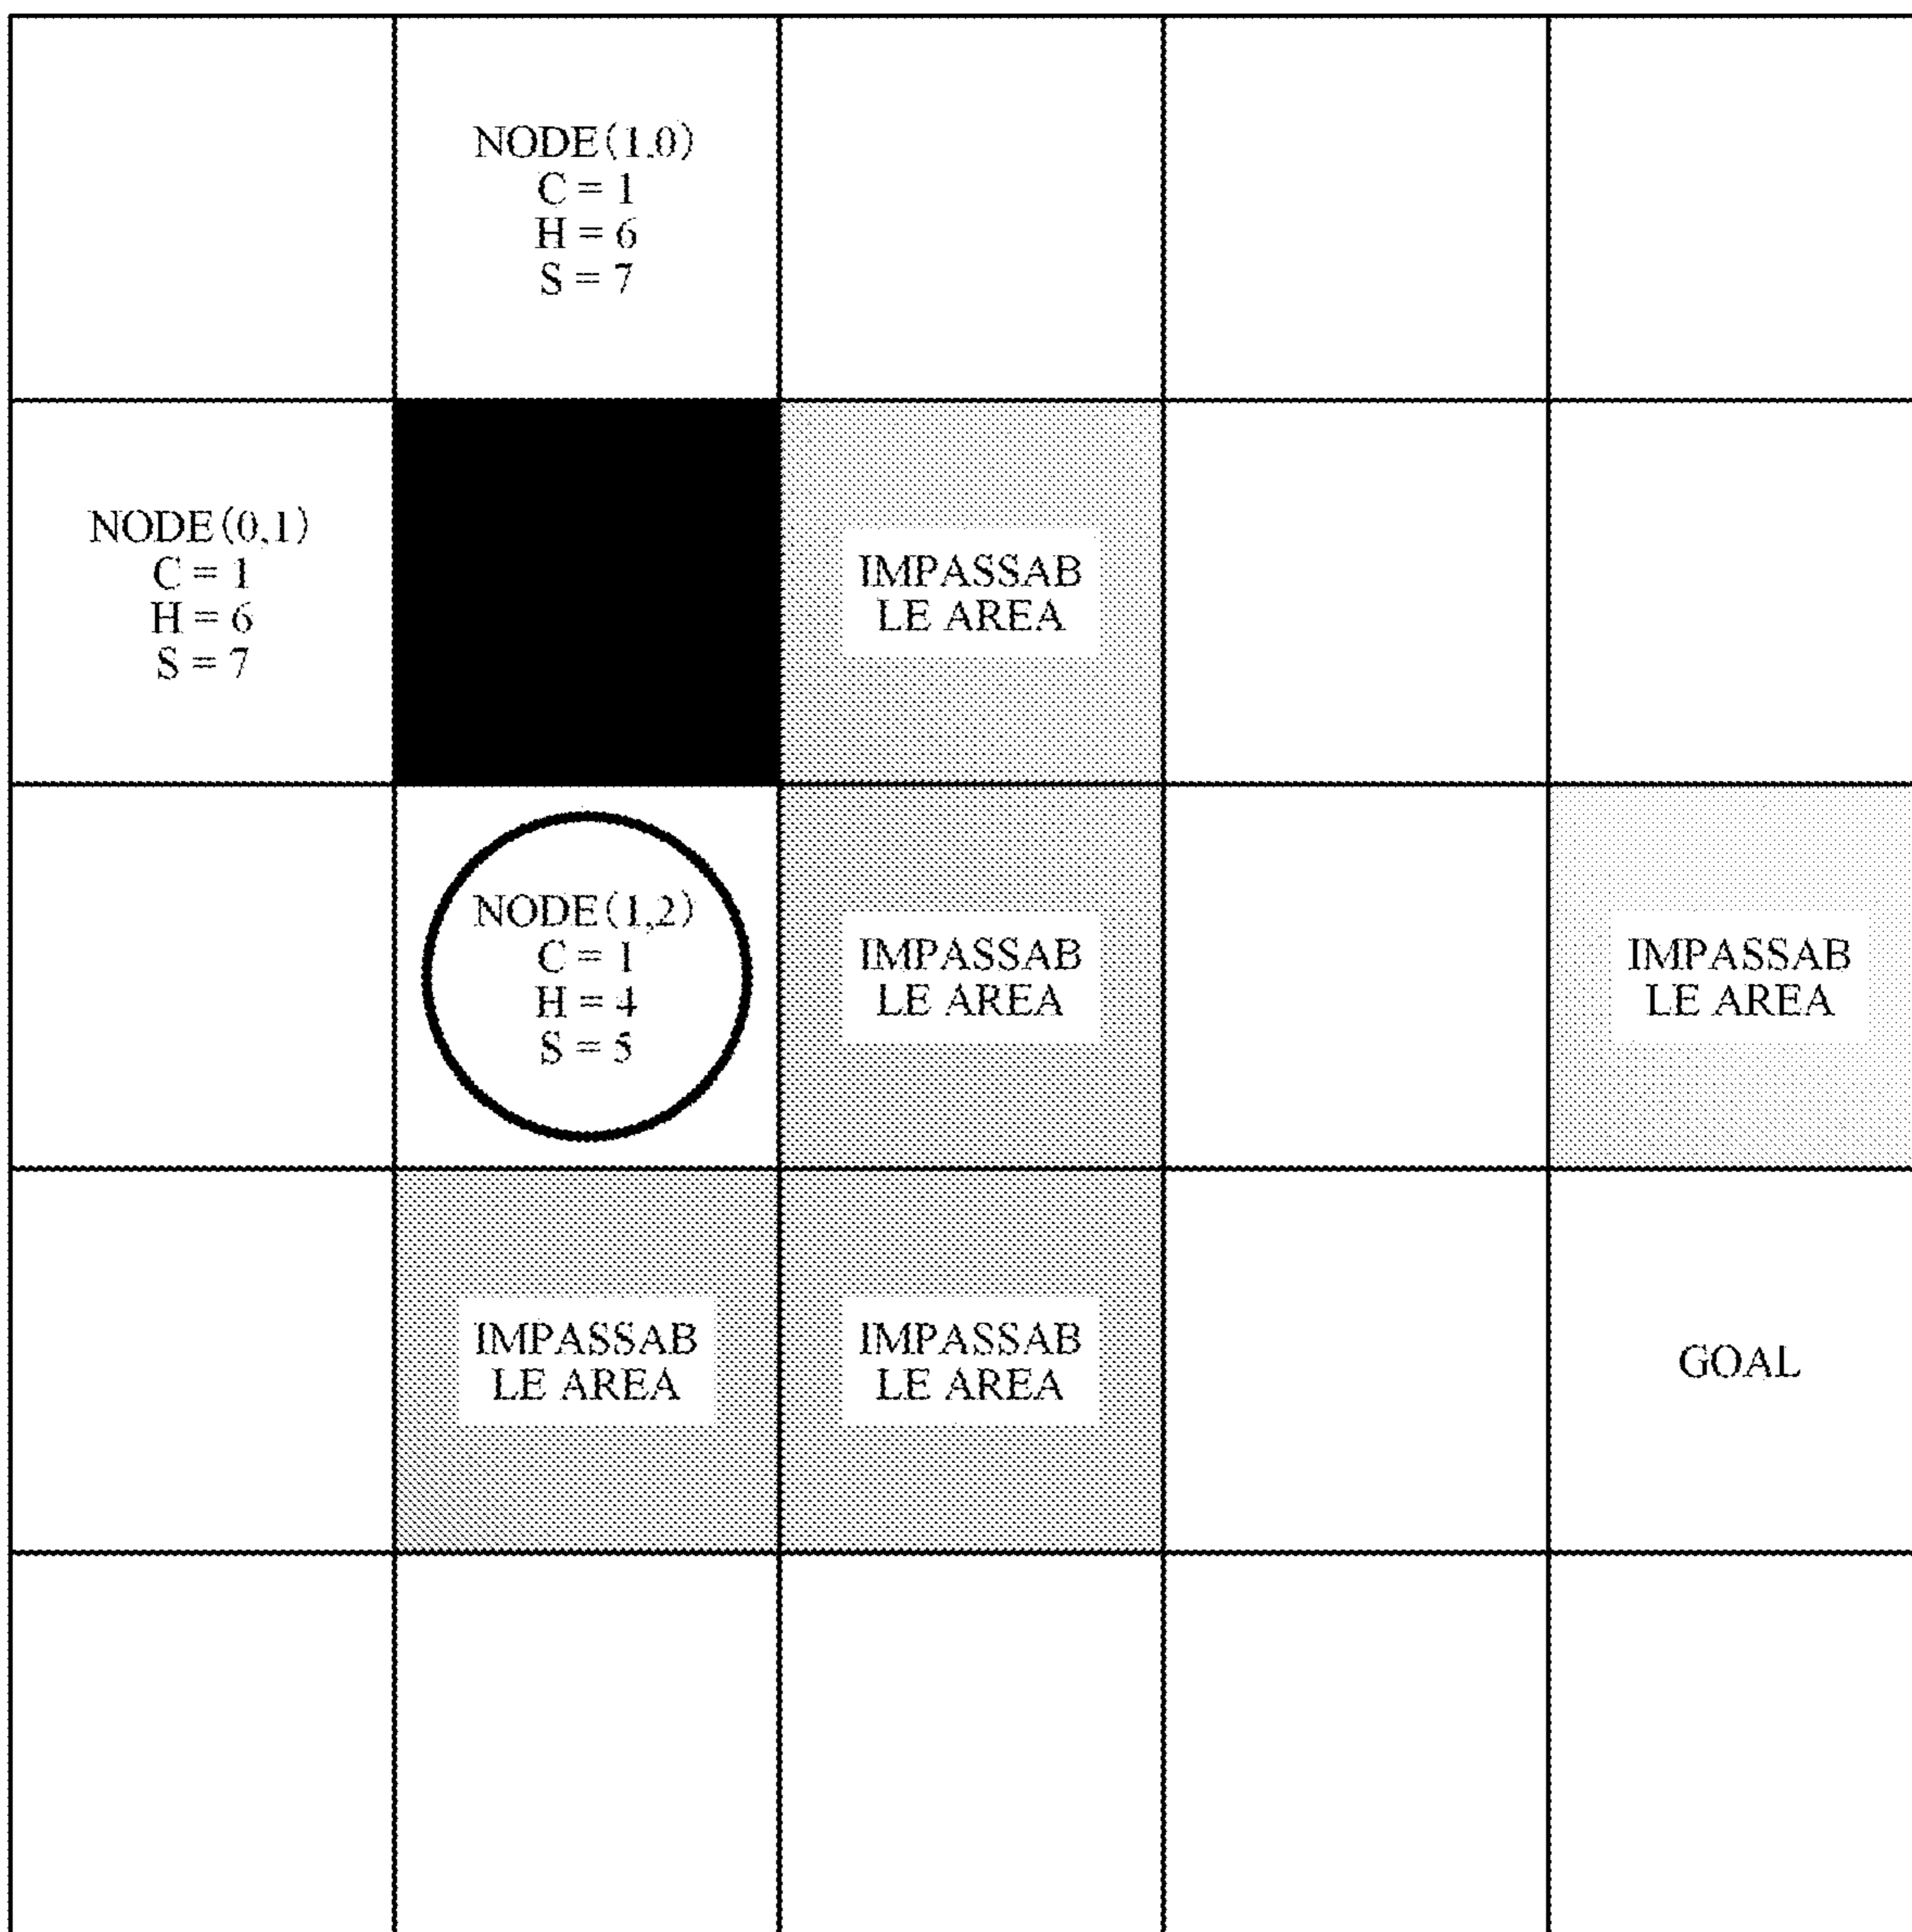 NODE(1,0)
C = 1
H = 6
S = 7
NODE(0,1)
C = 1
H = 6
S = 7
IMPASSAB
LE AREA
NODE(1,2)
C = 1
H = 4
S = 5
IMPASSAB
LE AREA
IMPASSAB
LE AREA
IMPASSAB
LE AREA
IMPASSAB
LE AREA
GOAL